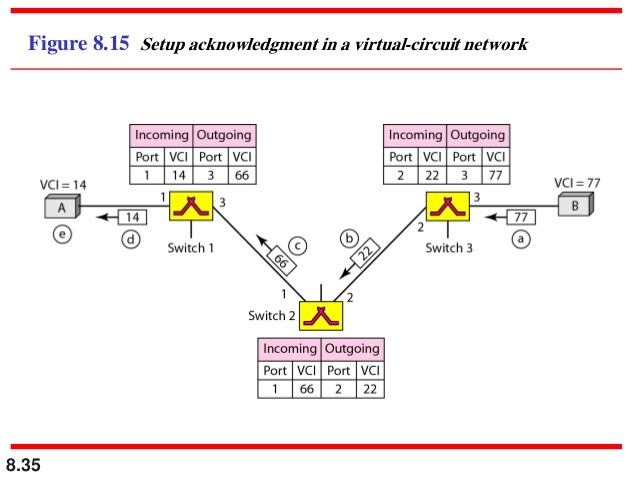 Figure 8.15 Setup acknowledgment in a virtual-circuit network
Incoming Outgoing
Port VCI Port VCI
1 14 3 66
Incoming Outgoing
Port VCI Port VCI
2 22 3 77
VCI = 14
A
e
14
d
1
3
Switch 1
66
c
b
22
2
3
Switch 3
77
a
VCI = 77
B
1
2
Switch 2
Incoming Outgoing
Port VCI Port VCI
1 66 2 22
8.35